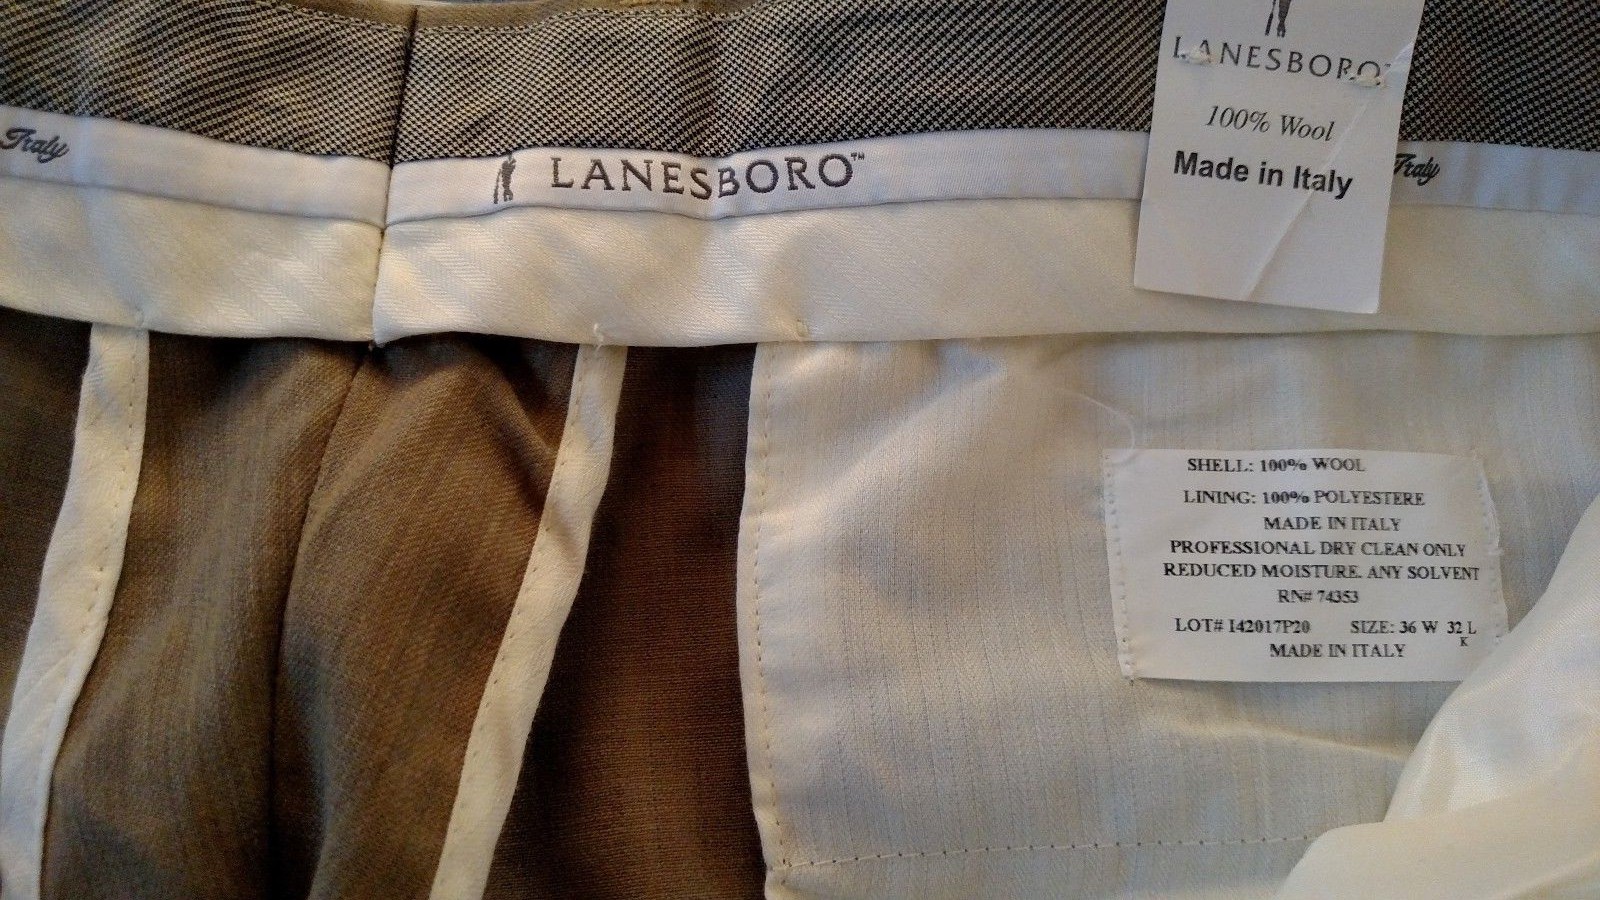 LANESBORO™
100% Wool
Made in Italy
Italy
LANESBORO™
Italy
SHELL: 100% WOOL
LINING: 100% POLYESTERE
MADE IN ITALY
PROFESSIONAL DRY CLEAN ONLY
REDUCED MOISTURE. ANY SOLVENT
RN# 74353
LOT# I42017P20 SIZE: 36 W 32 L
K
MADE IN ITALY